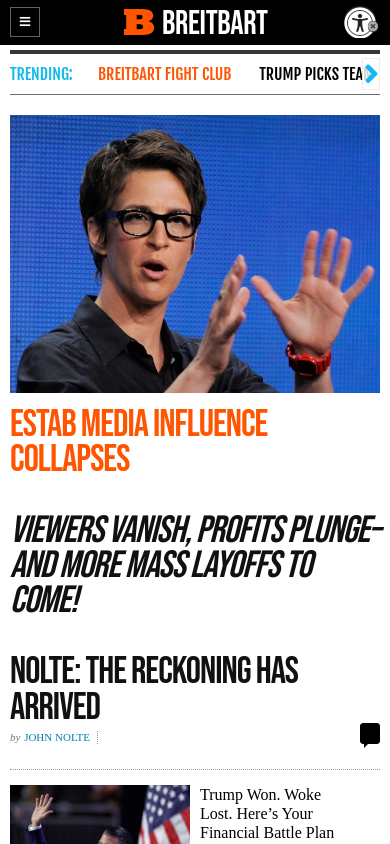 BREITBART
TRENDING: BREITBART FIGHT CLUB TRUMP PICKS TEA
ESTAB MEDIA INFLUENCE
COLLAPSES
VIEWERS VANISH, PROFITS PLUNGE–
AND MORE MASS LAYOFFS TO
COME!
NOLTE: THE RECKONING HAS
ARRIVED
by JOHN NOLTE
Trump Won. Woke
Lost. Here’s Your
Financial Battle Plan